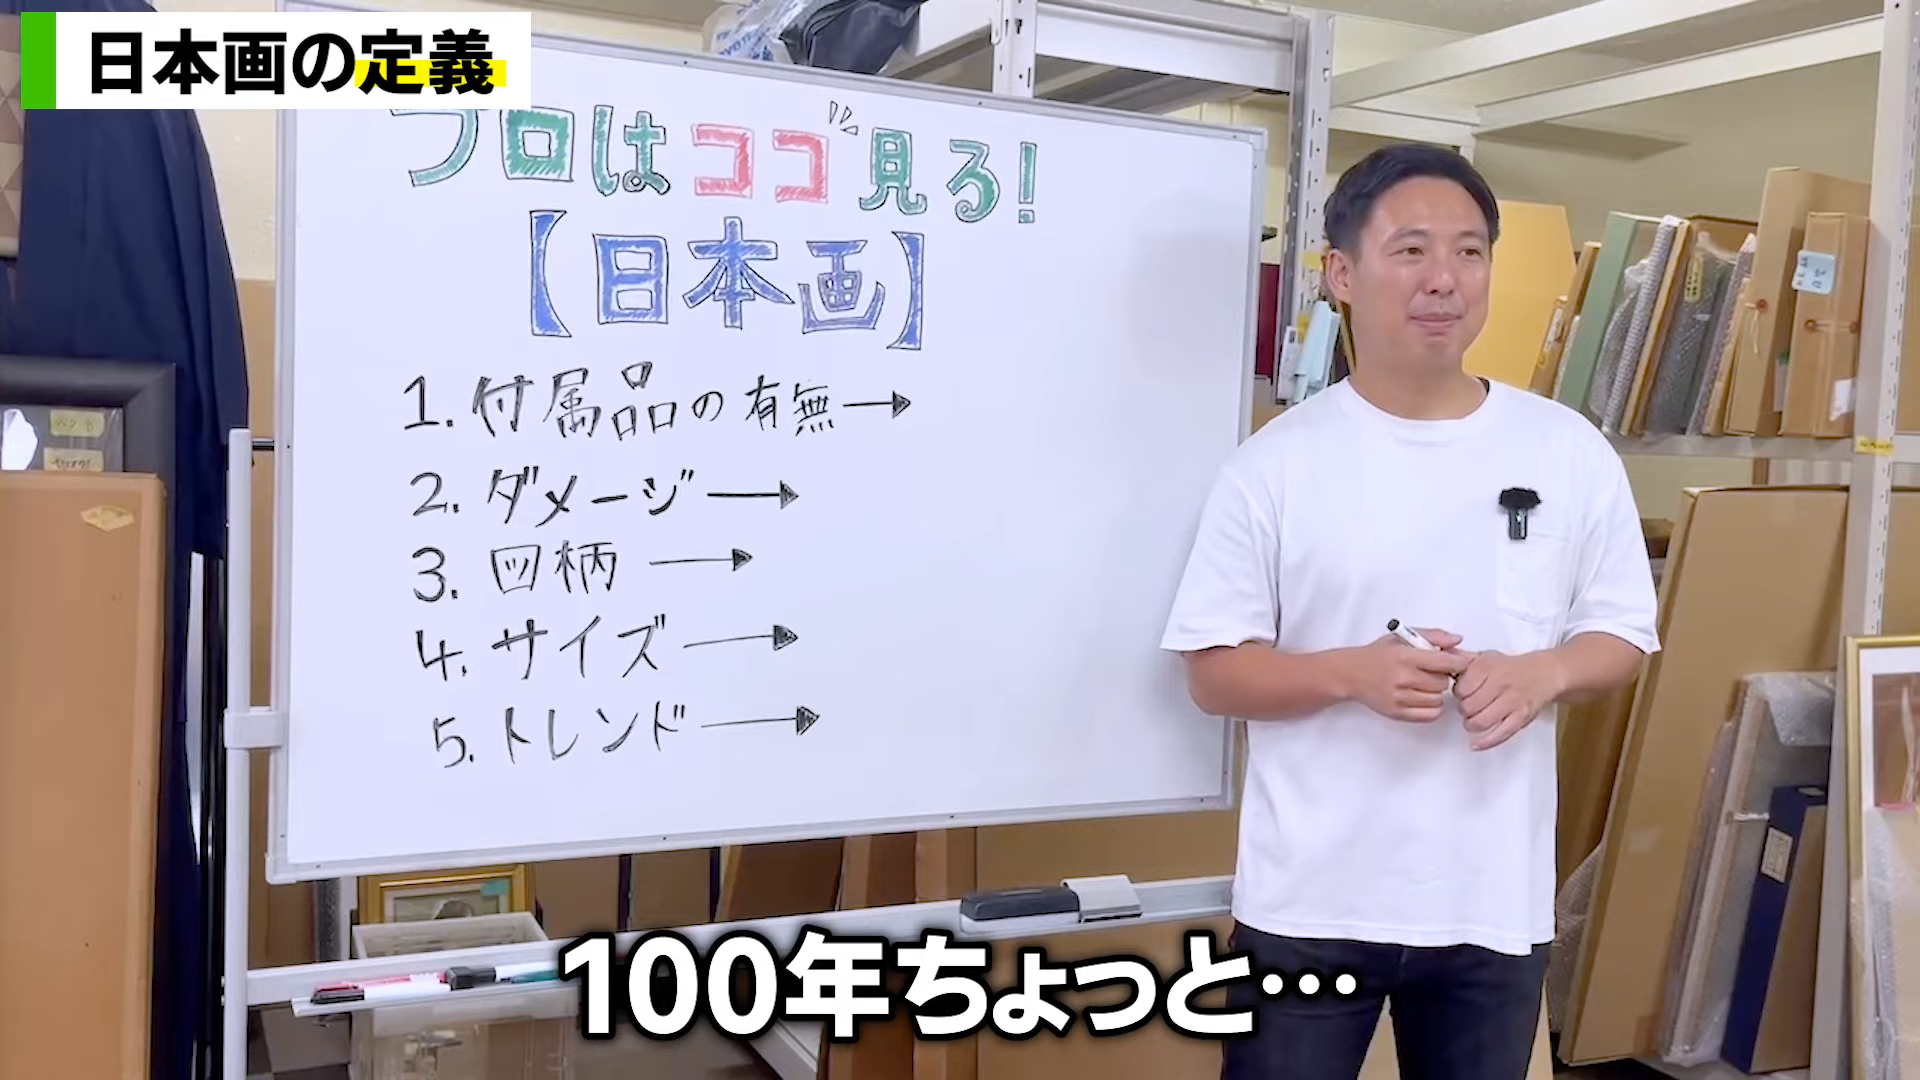 日本画の定義
プロはココ見る!
【日本画】
1. 付属品の有無→
2. ダメージ→
3. 図柄→
4. サイズ→
5. トレンド→
100年ちょっと…